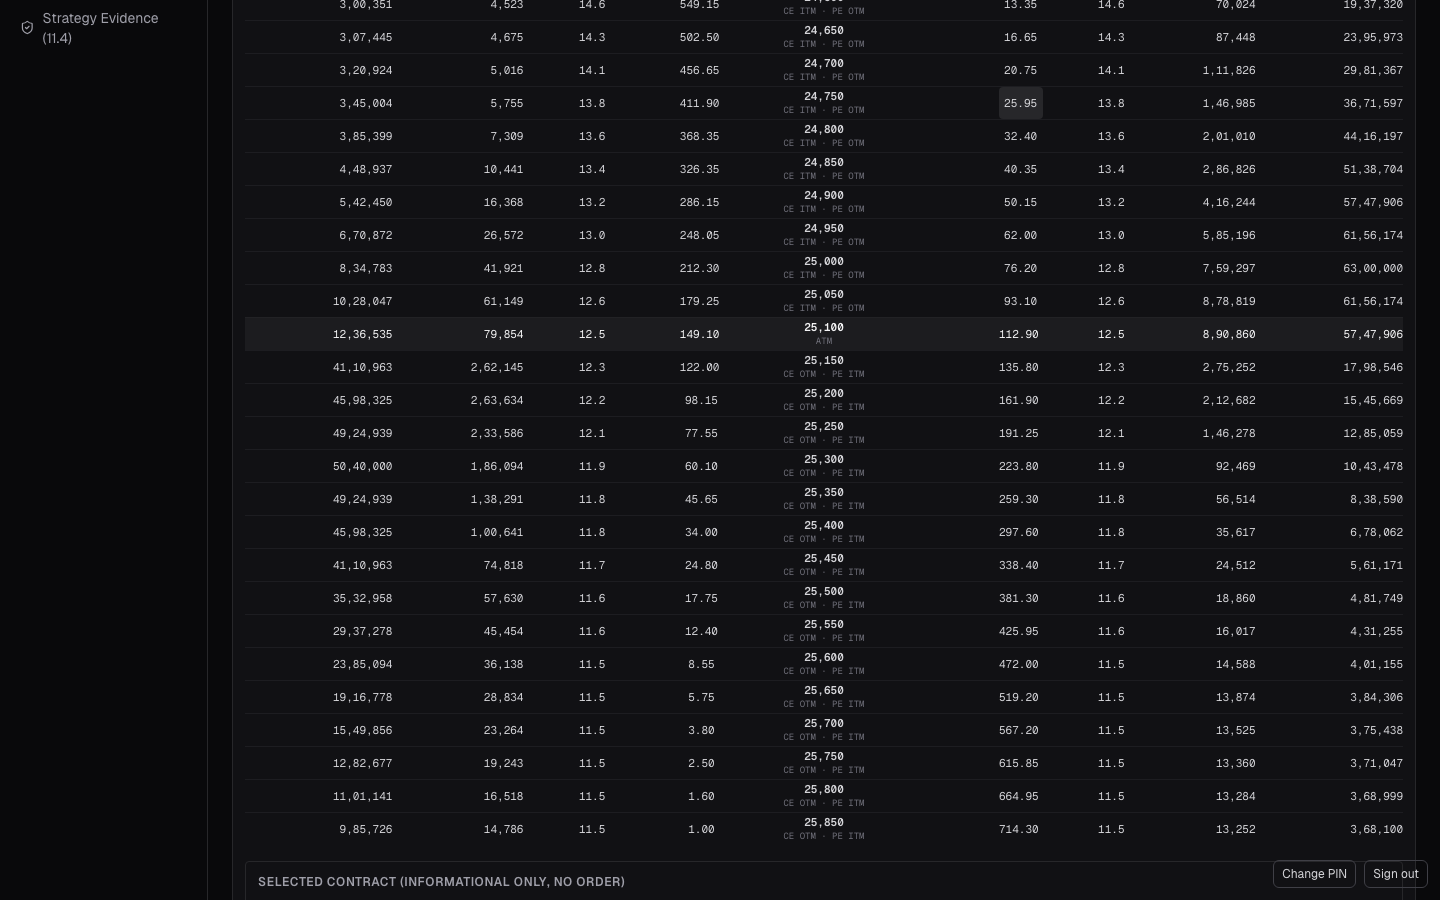 Strategy Evidence
(11.4)
3,00,351 4,523 14.6 549.15 13.35 14.6 70,024 19,37,320
CE ITM · PE OTM
3,07,445 4,675 14.3 502.50 24,650 16.65 14.3 87,448 23,95,973
CE ITM · PE OTM
3,20,924 5,016 14.1 456.65 24,700 20.75 14.1 1,11,826 29,81,367
CE ITM · PE OTM
3,45,004 5,755 13.8 411.90 24,750 25.95 13.8 1,46,985 36,71,597
CE ITM · PE OTM
3,85,399 7,309 13.6 368.35 24,800 32.40 13.6 2,01,010 44,16,197
CE ITM · PE OTM
4,48,937 10,441 13.4 326.35 24,850 40.35 13.4 2,86,826 51,38,704
CE ITM · PE OTM
5,42,450 16,368 13.2 286.15 24,900 50.15 13.2 4,16,244 57,47,906
CE ITM · PE OTM
6,70,872 26,572 13.0 248.05 24,950 62.00 13.0 5,85,196 61,56,174
CE ITM · PE OTM
8,34,783 41,921 12.8 212.30 25,000 76.20 12.8 7,59,297 63,00,000
CE ITM · PE OTM
10,28,047 61,149 12.6 179.25 25,050 93.10 12.6 8,78,819 61,56,174
CE ITM · PE OTM
12,36,535 79,854 12.5 149.10 25,100 112.90 12.5 8,90,860 57,47,906
ATM
41,10,963 2,62,145 12.3 122.00 25,150 135.80 12.3 2,75,252 17,98,546
CE OTM · PE ITM
45,98,325 2,63,634 12.2 98.15 25,200 161.90 12.2 2,12,682 15,45,669
CE OTM · PE ITM
49,24,939 2,33,586 12.1 77.55 25,250 191.25 12.1 1,46,278 12,85,059
CE OTM · PE ITM
50,40,000 1,86,094 11.9 60.10 25,300 223.80 11.9 92,469 10,43,478
CE OTM · PE ITM
49,24,939 1,38,291 11.8 45.65 25,350 259.30 11.8 56,514 8,38,590
CE OTM · PE ITM
45,98,325 1,00,641 11.8 34.00 25,400 297.60 11.8 35,617 6,78,062
CE OTM · PE ITM
41,10,963 74,818 11.7 24.80 25,450 338.40 11.7 24,512 5,61,171
CE OTM · PE ITM
35,32,958 57,630 11.6 17.75 25,500 381.30 11.6 18,860 4,81,749
CE OTM · PE ITM
29,37,278 45,454 11.6 12.40 25,550 425.95 11.6 16,017 4,31,255
CE OTM · PE ITM
23,85,094 36,138 11.5 8.55 25,600 472.00 11.5 14,588 4,01,155
CE OTM · PE ITM
19,16,778 28,834 11.5 5.75 25,650 519.20 11.5 13,874 3,84,306
CE OTM · PE ITM
15,49,856 23,264 11.5 3.80 25,700 567.20 11.5 13,525 3,75,438
CE OTM · PE ITM
12,82,677 19,243 11.5 2.50 25,750 615.85 11.5 13,360 3,71,047
CE OTM · PE ITM
11,01,141 16,518 11.5 1.60 25,800 664.95 11.5 13,284 3,68,999
CE OTM · PE ITM
9,85,726 14,786 11.5 1.00 25,850 714.30 11.5 13,252 3,68,100
CE OTM · PE ITM
SELECTED CONTRACT (INFORMATIONAL ONLY, NO ORDER)
Change PIN
Sign out